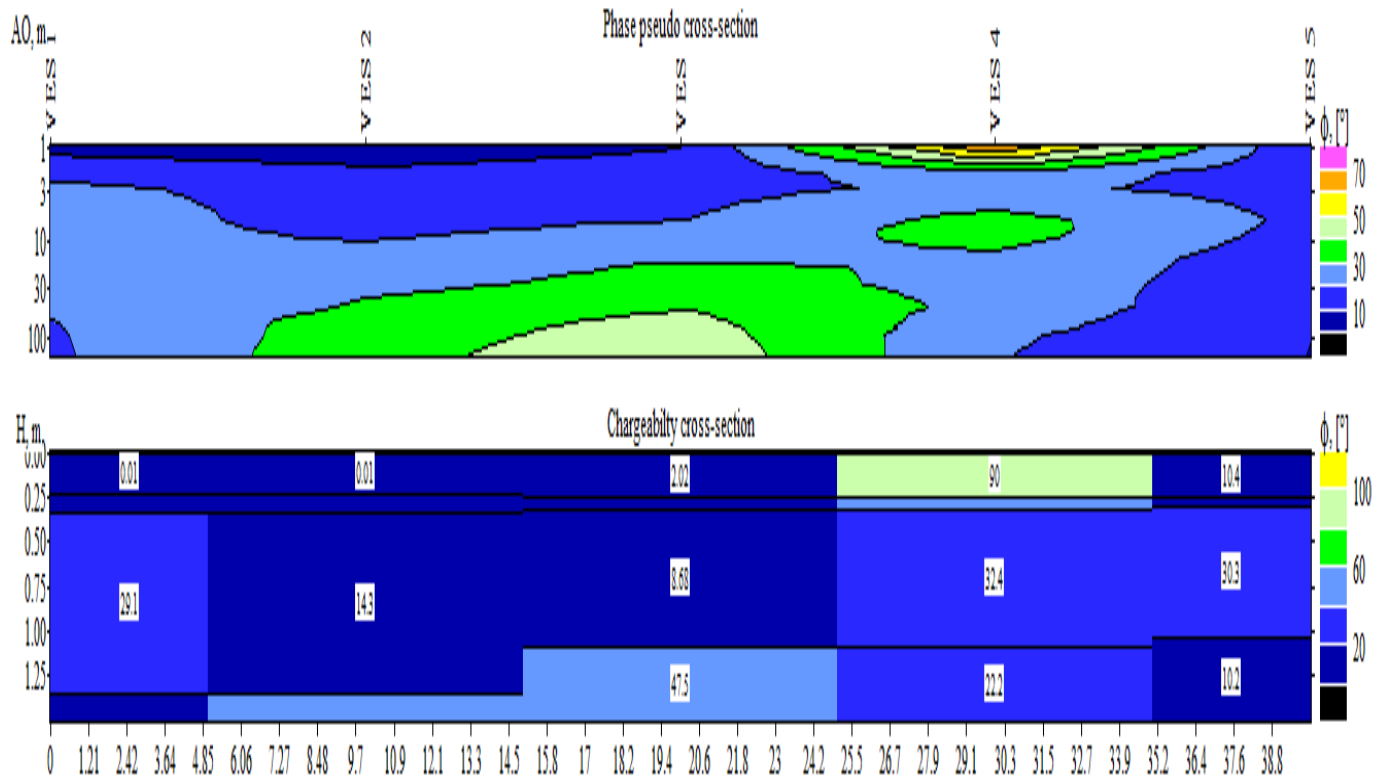 Phase pseudo cross-section
AO, m
VES 1
VES 2
VES
VES 4
VES 5
Φ, [°]
1
3
10
30
100
70
50
30
10
Chargeabilty cross-section
H, m.
Φ, [°]
0.00
0.25
0.50
0.75
1.00
1.25
0.01
0.01
2.02
90
10.4
29.1
14.3
8.68
32.4
30.3
47.5
22.2
10.2
100
60
20
0 1.21 2.42 3.64 4.85 6.06 7.27 8.48 9.7 10.9 12.1 13.3 14.5 15.8 17 18.2 19.4 20.6 21.8 23 24.2 25.5 26.7 27.9 29.1 30.3 31.5 32.7 33.9 35.2 36.4 37.6 38.8